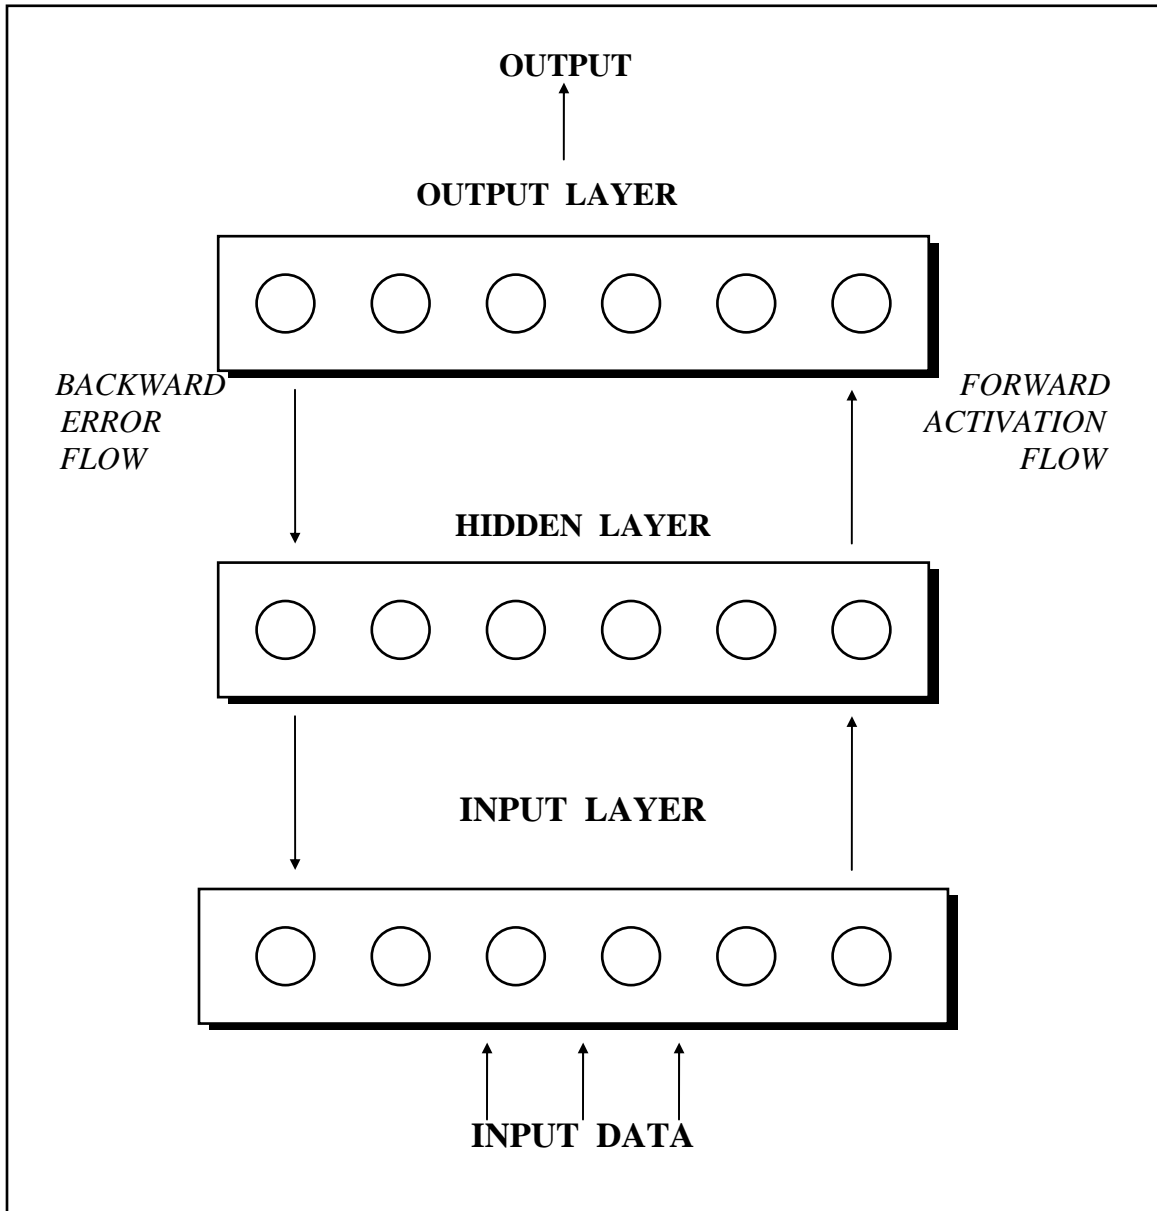 OUTPUT
OUTPUT LAYER
BACKWARD
ERROR
FLOW
FORWARD
ACTIVATION
FLOW
HIDDEN LAYER
INPUT LAYER
INPUT DATA